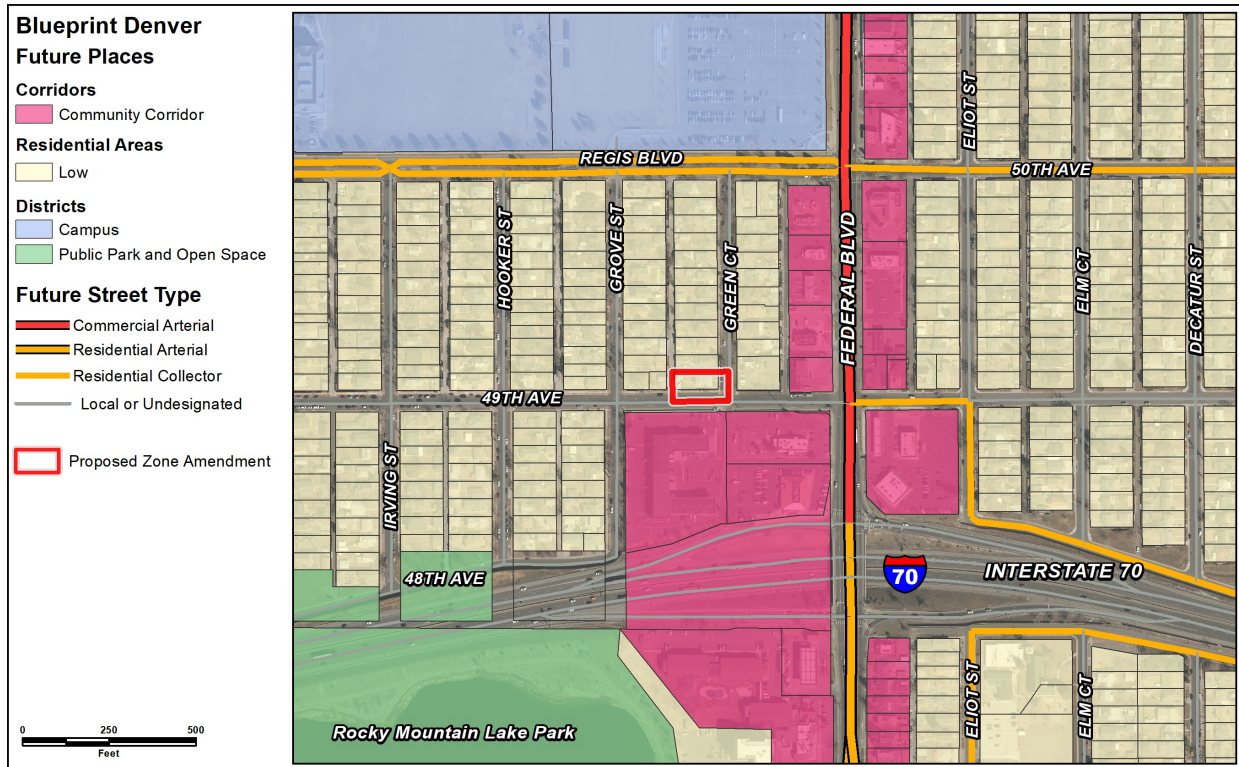 Blueprint Denver
Future Places
Corridors
Community Corridor
Residential Areas
Low
Districts
Campus
Public Park and Open Space
Future Street Type
Commercial Arterial
Residential Arterial
Residential Collector
Local or Undesignated
Proposed Zone Amendment
0 250 500
Feet
REGIS BLVD
50TH AVE
ELIOT ST
HOOKER ST
GROVE ST
GREEN CT
FEDERAL BLVD
ELM CT
DECATUR ST
49TH AVE
IRVING ST
48TH AVE
70
INTERSTATE 70
ELIOT ST
ELM CT
Rocky Mountain Lake Park